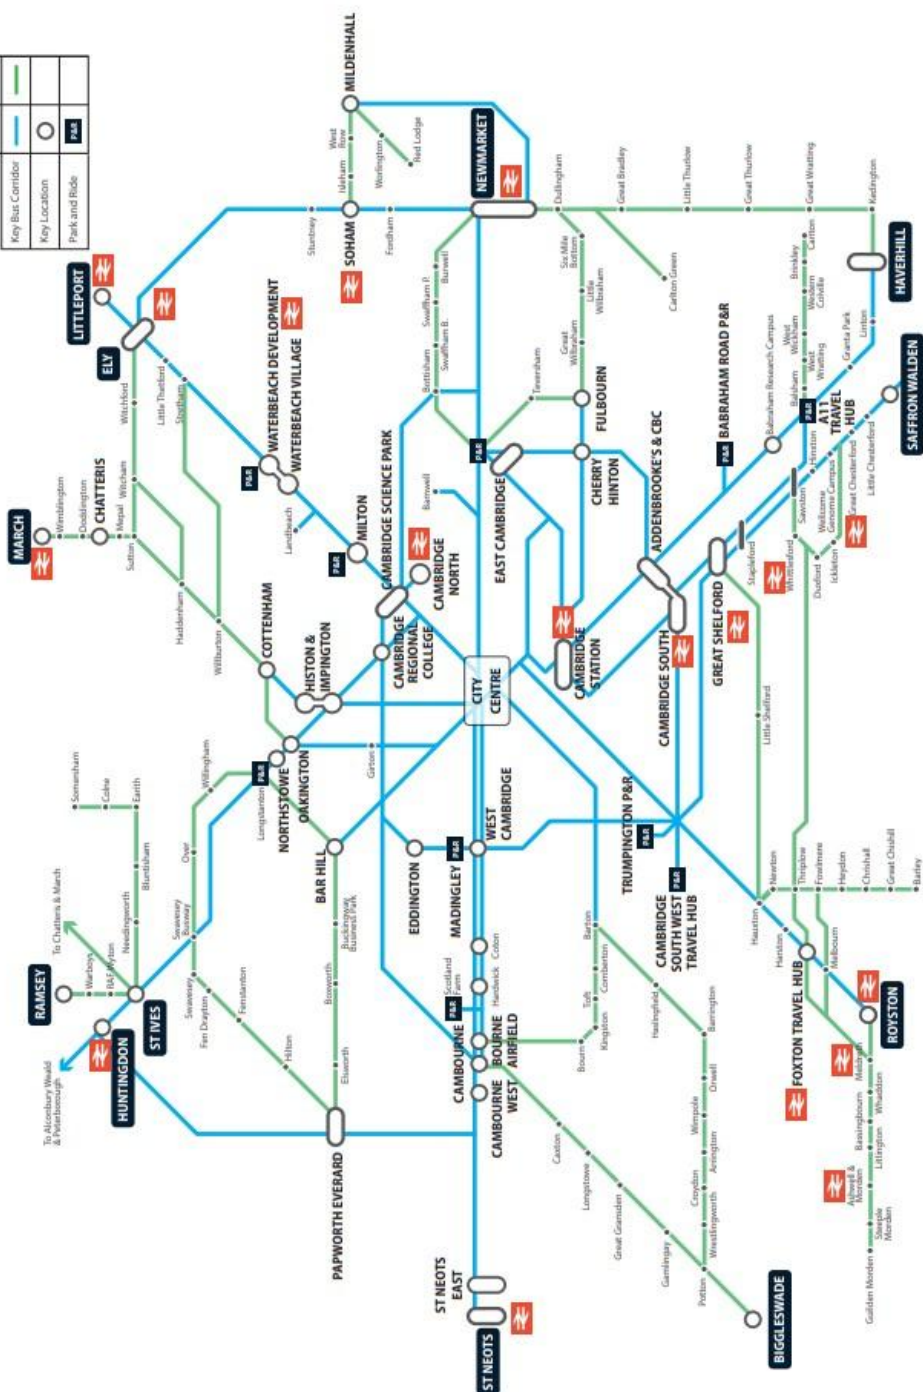 Key Bus Corridor
Key Location
Park and Ride
P&R
MARCH
Wimblington
Doddington
CHATTERIS
Mepal
Sutton
Witcham
Witchford
ELY
LITTLEPORT
Little Thetford
Stretham
Haddenham
Wilburton
COTTENHAM
HISTON &
IMPINGTON
P&R
WATERBEACH DEVELOPMENT
WATERBEACH VILLAGE
Landbeach
P&R
MILTON
CAMBRIDGE SCIENCE PARK
CAMBRIDGE
NORTH
CAMBRIDGE
REGIONAL
COLLEGE
Stuntney
SOHAM
Fordham
Isleham
West
Row
MILDENHALL
Worlington
Red Lodge
NEWMARKET
Burwell
Swaffham P.
Swaffham B.
Bottisham
P&R
Barnwell
EAST CAMBRIDGE
Teversham
FULBOURN
CHERRY
HINTON
Great
Wilbraham
Little
Wilbraham
Six Mile
Bottom
Dullingham
Great Bradley
Little Thurlow
Great Thurlow
Great Wratting
Kedington
HAVERHILL
Carlton Green
Carlton
Brinkley
Western
Colville
West
Wickham
West
Wratting
Balsham
P&R
A11
TRAVEL
HUB
Granta Park
Linton
SAFFRON WALDEN
Babraham Research Campus
P&R
BABRAHAM ROAD P&R
ADDENBROOKE'S & CBC
CAMBRIDGE
STATION
CAMBRIDGE SOUTH
GREAT SHELFORD
Stapleford
Sawston
Hinxton
Whittlesford
Duxford
Ickleton
Wellcome
Genome Campus
Great Chesterford
Little Chesterford
Little Shelford
CITY
CENTRE
RAMSEY
Warboys
RAF Wyton
ST IVES
HUNTINGDON
To Alconbury Weald
& Peterborough
To Chatteris & March
Needingworth
Bluntisham
Earith
Colne
Somersham
Swavesey
Busway
Over
Willingham
Longstanton
P&R
NORTHSTOWE
OAKINGTON
Girton
Swavesey
Fen Drayton
Fenstanton
Hilton
PAPWORTH EVERARD
Elsworth
Boxworth
Buckingway
Business Park
BAR HILL
EDDINGTON
P&R
MADINGLEY
WEST
CAMBRIDGE
Coton
Hardwick
Scotland
Farm
P&R
CAMBOURNE
BOURNE
AIRFIELD
CAMBOURNE
WEST
ST NEOTS
EAST
ST NEOTS
Bourn
Kingston
Toft
Comberton
Barton
Haslingfield
Barrington
Orwell
Wimpole
Arrington
Croydon
Wrestlingworth
Potton
Gamlingay
Great Gransden
Longstowe
Caxton
BIGGLESWADE
TRUMPINGTON P&R
P&R
P&R
CAMBRIDGE
SOUTH WEST
TRAVEL HUB
Hauxton
Harston
Newton
Thriplow
Fowlmere
Heydon
Chrishall
Great Chishill
Barley
FOXTON TRAVEL HUB
Melbourn
ROYSTON
Meldreth
Whaddon
Bassingbourn
Litlington
Ashwell &
Morden
Steeple
Morden
Guilden Morden